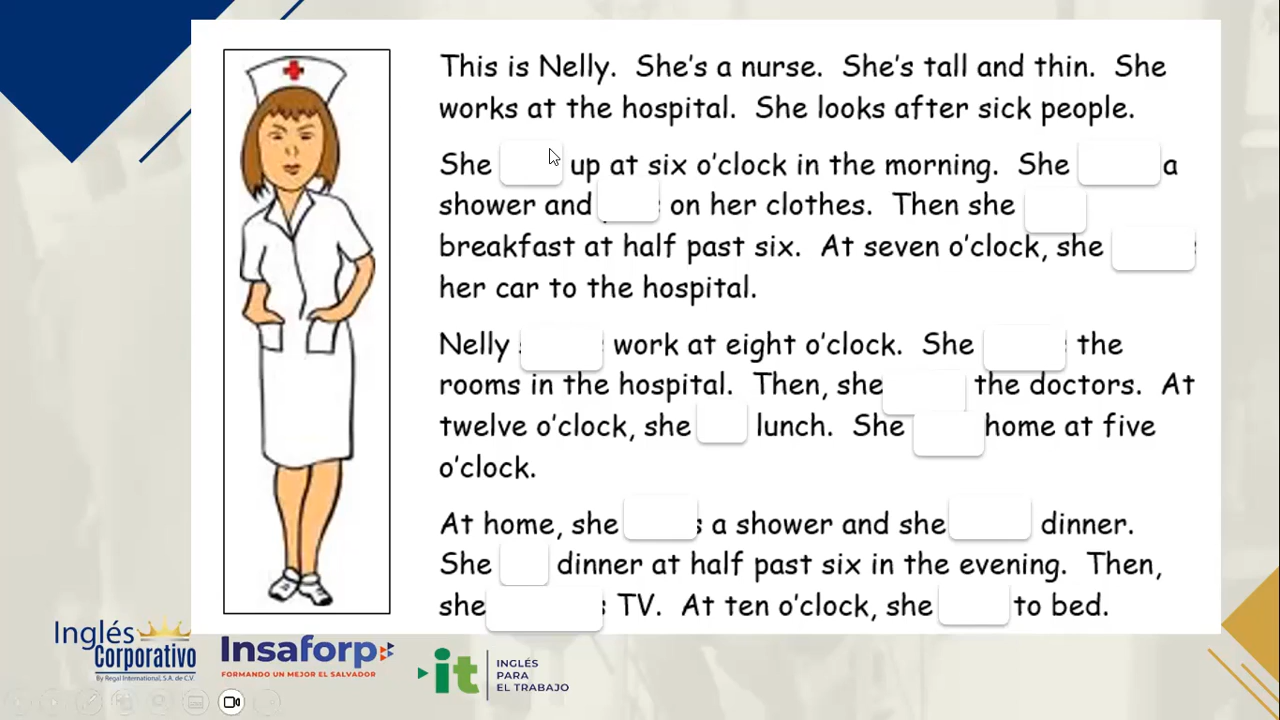 This is Nelly. She's a nurse. She's tall and thin. She
works at the hospital. She looks after sick people.
She up at six o'clock in the morning. She a
shower and on her clothes. Then she
breakfast at half past six. At seven o'clock, she
her car to the hospital.
Nelly work at eight o'clock. She the
rooms in the hospital. Then, she the doctors. At
twelve o'clock, she lunch. She home at five
o'clock.
At home, she a shower and she dinner.
She dinner at half past six in the evening. Then,
she TV. At ten o'clock, she to bed.
Inglés
Corporativo
By Regal International, S.A. de C.V.
Insaforp
FORMANDO UN MEJOR EL SALVADOR
it
INGLÉS
PARA
EL TRABAJO